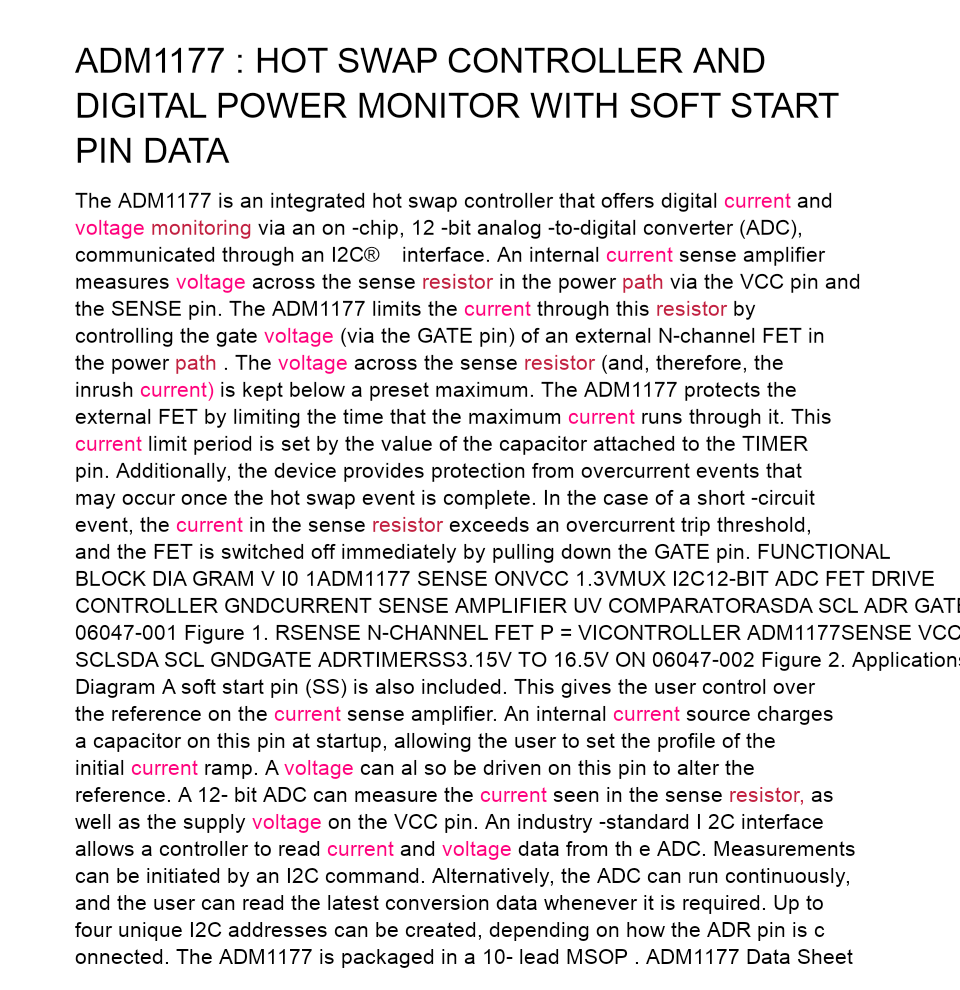 ADM1177 : HOT SWAP CONTROLLER AND
DIGITAL POWER MONITOR WITH SOFT START
PIN DATA
The ADM1177 is an integrated hot swap controller that offers digital current and
voltage monitoring via an on -chip, 12 -bit analog -to-digital converter (ADC),
communicated through an I2C®    interface. An internal current sense amplifier
measures voltage across the sense resistor in the power path via the VCC pin and
the SENSE pin. The ADM1177 limits the current through this resistor by
controlling the gate voltage (via the GATE pin) of an external N-channel FET in
the power path . The voltage across the sense resistor (and, therefore, the
inrush current) is kept below a preset maximum. The ADM1177 protects the
external FET by limiting the time that the maximum current runs through it. This
current limit period is set by the value of the capacitor attached to the TIMER
pin. Additionally, the device provides protection from overcurrent events that
may occur once the hot swap event is complete. In the case of a short -circuit
event, the current in the sense resistor exceeds an overcurrent trip threshold,
and the FET is switched off immediately by pulling down the GATE pin. FUNCTIONAL
BLOCK DIA GRAM V I0 1ADM1177 SENSE ONVCC 1.3VMUX I2C12-BIT ADC FET DRIVE
CONTROLLER GNDCURRENT SENSE AMPLIFIER UV COMPARATORASDA SCL ADR GATE
06047-001 Figure 1. RSENSE N-CHANNEL FET P = VICONTROLLER ADM1177SENSE VCC
SCLSDA SCL GNDGATE ADRTIMERSS3.15V TO 16.5V ON 06047-002 Figure 2. Applications
Diagram A soft start pin (SS) is also included. This gives the user control over
the reference on the current sense amplifier. An internal current source charges
a capacitor on this pin at startup, allowing the user to set the profile of the
initial current ramp. A voltage can al so be driven on this pin to alter the
reference. A 12- bit ADC can measure the current seen in the sense resistor, as
well as the supply voltage on the VCC pin. An industry -standard I 2C interface
allows a controller to read current and voltage data from th e ADC. Measurements
can be initiated by an I2C command. Alternatively, the ADC can run continuously,
and the user can read the latest conversion data whenever it is required. Up to
four unique I2C addresses can be created, depending on how the ADR pin is c
onnected. The ADM1177 is packaged in a 10- lead MSOP . ADM1177 Data Sheet